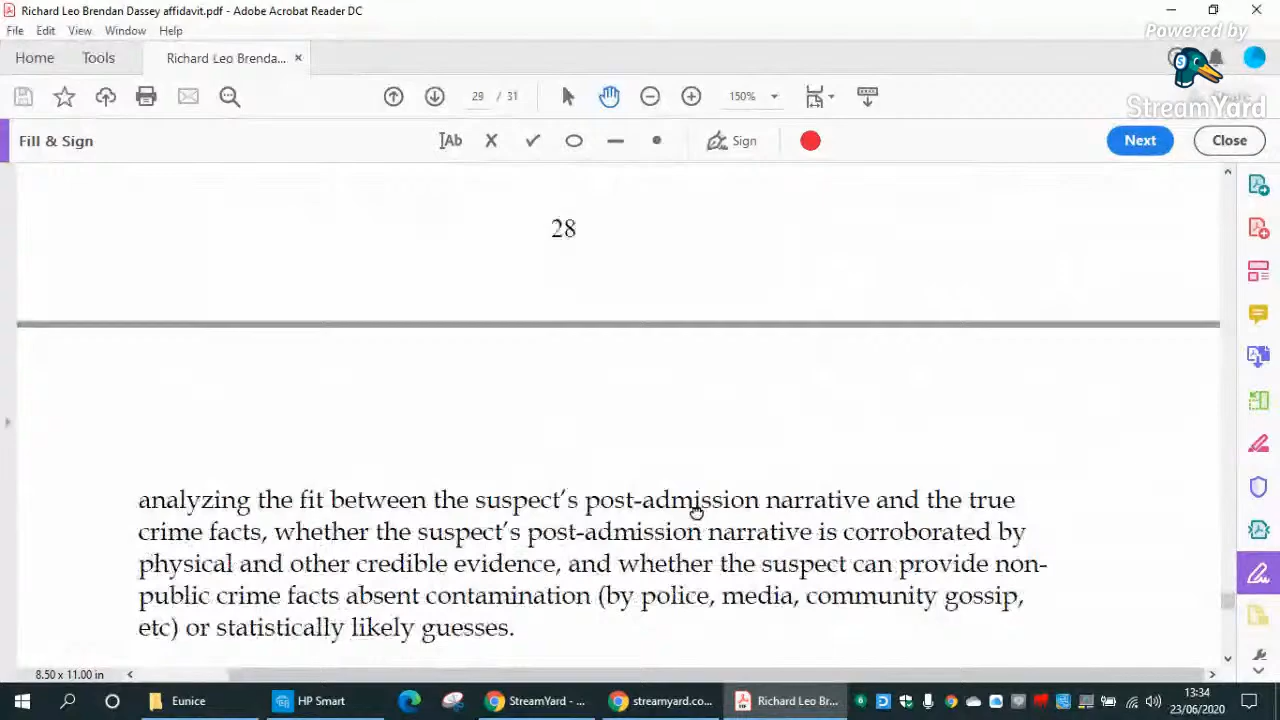 Richard Leo Brendan Dassey affidavit.pdf - Adobe Acrobat Reader DC
File Edit View Window Help
Powered by
Home Tools Richard Leo Brenda... ×
StreamYard
29 / 31 150%
Fill & Sign Ab Sign Next Close
28
analyzing the fit between the suspect's post-admission narrative and the true
crime facts, whether the suspect's post-admission narrative is corroborated by
physical and other credible evidence, and whether the suspect can provide non-
public crime facts absent contamination (by police, media, community gossip,
etc) or statistically likely guesses.
8.50 x 11.00 in
Eunice HP Smart StreamYard - ... streamyard.co... Richard Leo Br... 13:34
23/06/2020